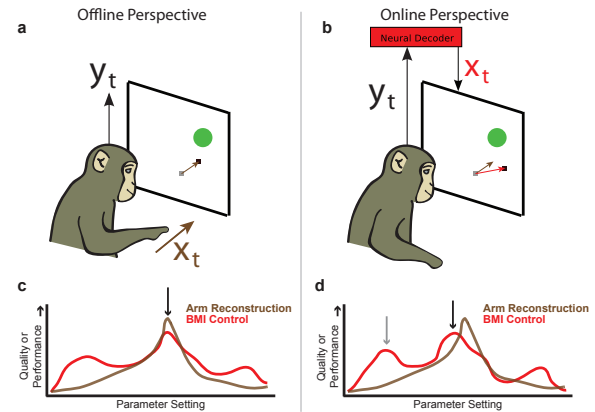 Offline Perspective
Online Perspective
a
b
Neural Decoder
y t
x t
y t
x t
c
d
Arm Reconstruction
BMI Control
Quality or
Performance
Parameter Setting
Arm Reconstruction
BMI Control
Quality or
Performance
Parameter Setting